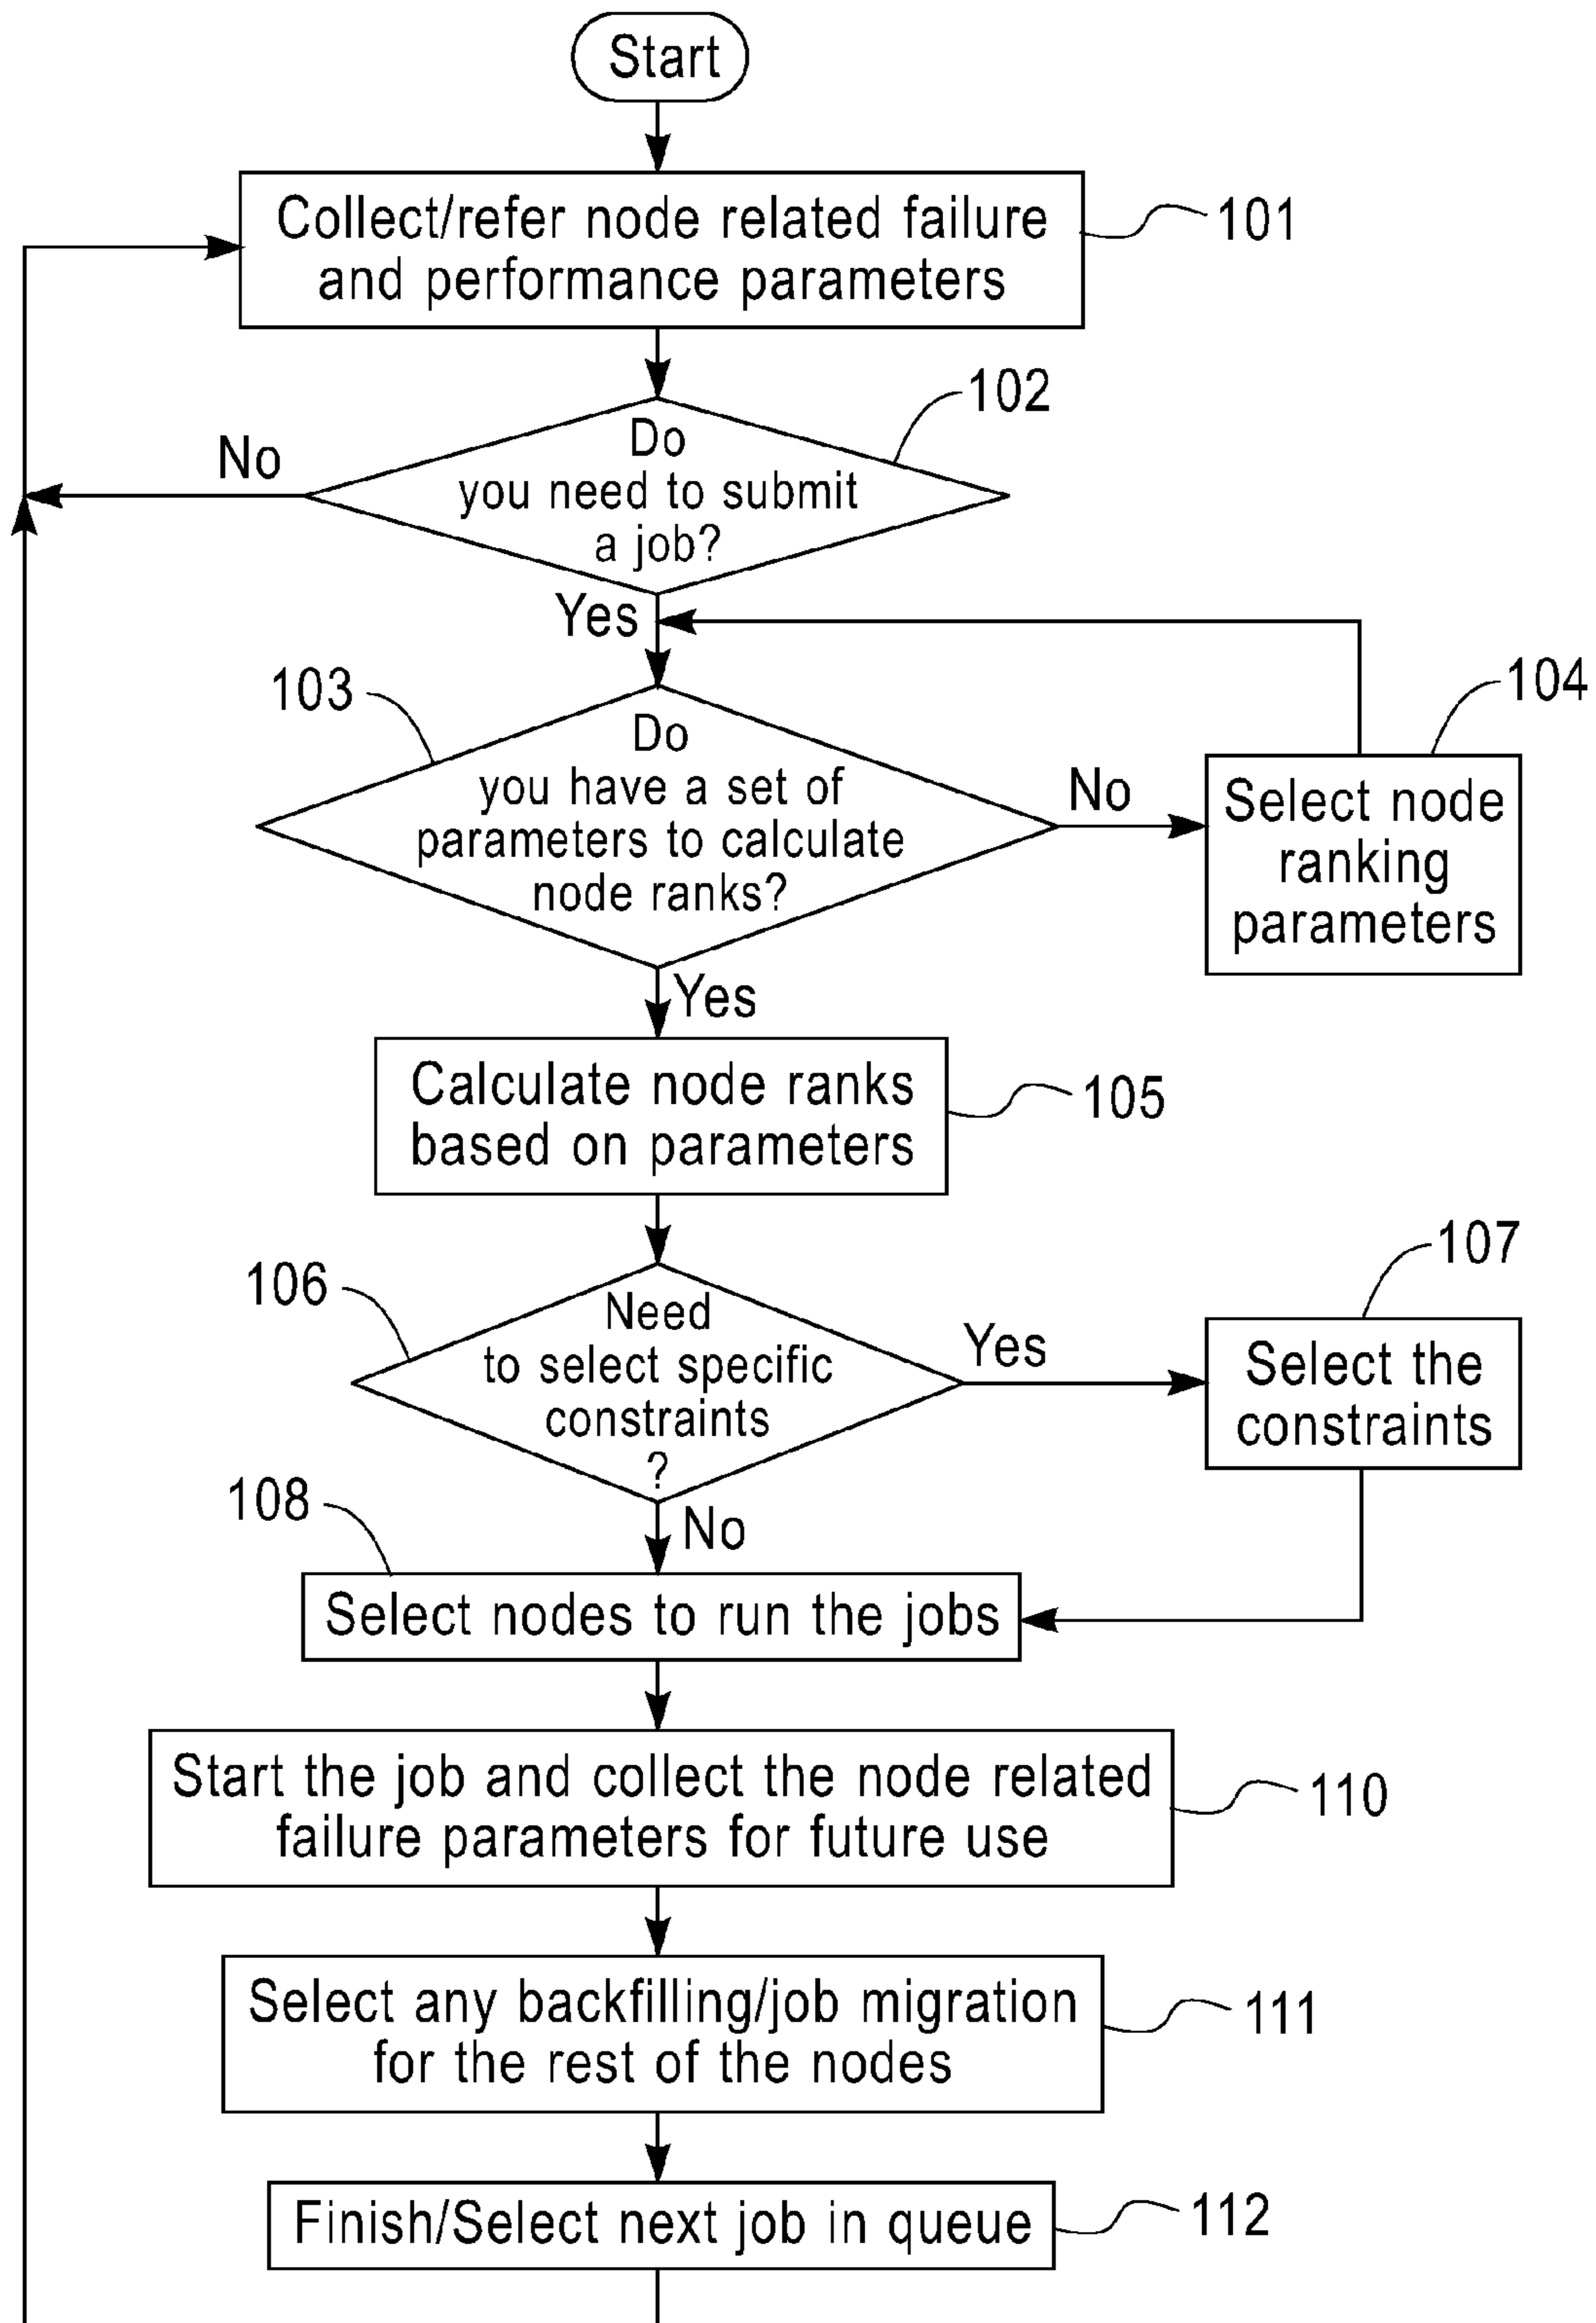 Start
Collect/refer node related failure
and performance parameters
101
102
Do
you need to submit
a job?
No
Yes
103
Do
you have a set of
parameters to calculate
node ranks?
No
104
Select node
ranking
parameters
Yes
Calculate node ranks
based on parameters
105
106
Need
to select specific
constraints
?
Yes
107
Select the
constraints
No
108
Select nodes to run the jobs
Start the job and collect the node related
failure parameters for future use
110
Select any backfilling/job migration
for the rest of the nodes
111
Finish/Select next job in queue
112